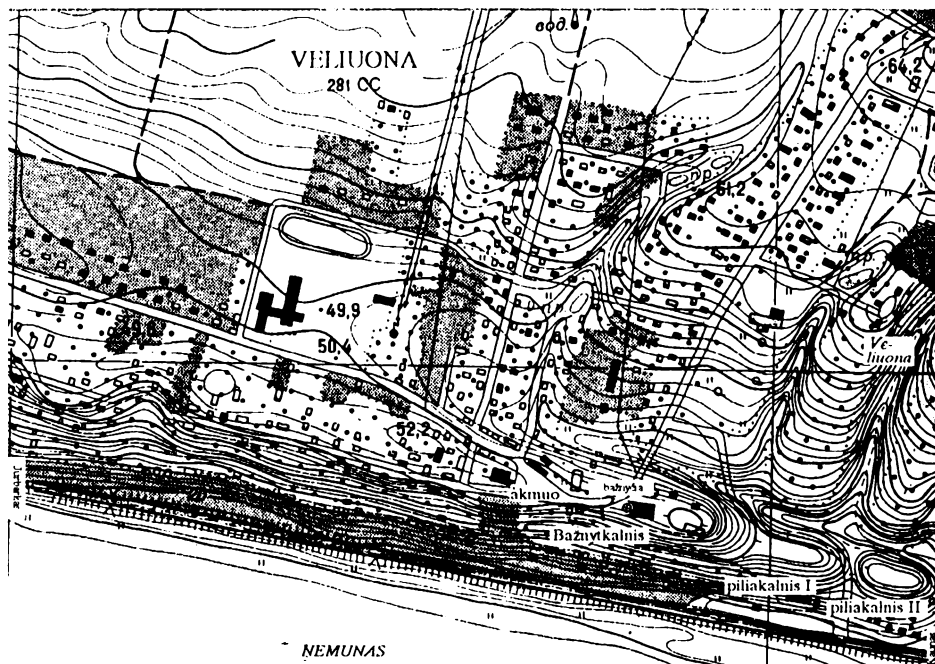 вод.
VELIUONA
281 CC
64,2
61,2
49,9
50,4
Ve-
liuona
52,2
akmuo
bažnyčia
Bažnytkalnis
piliakalnis I
piliakalnis II
NEMUNAS